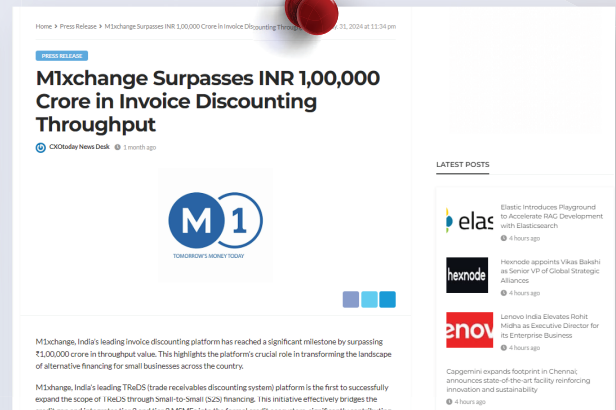 Home > Press Release > M1xchange Surpasses INR 1,00,000 Crore in Invoice Discounting Throughput
31, 2024 at 11:34 pm
PRESS RELEASE
M1xchange Surpasses INR 1,00,000
Crore in Invoice Discounting
Throughput
CXOtoday News Desk 1 month ago
M1
TOMORROW'S MONEY TODAY
M1xchange, India's leading invoice discounting platform has reached a significant milestone by surpassing
₹1,00,000 crore in throughput value. This highlights the platform's crucial role in transforming the landscape
of alternative financing for small businesses across the country.
M1xchange, India's leading TReDS (trade receivables discounting system) platform is the first to successfully
expand the scope of TReDS through Small-to-Small (S2S) financing. This initiative effectively bridges the
LATEST POSTS
elas
Elastic Introduces Playground
to Accelerate RAG Development
with Elasticsearch
4 hours ago
hexnode
Hexnode appoints Vikas Bakshi
as Senior VP of Global Strategic
Alliances
4 hours ago
enov
Lenovo India Elevates Rohit
Midha as Executive Director for
its Enterprise Business
4 hours ago
Capgemini expands footprint in Chennai;
announces state-of-the-art facility reinforcing
innovation and sustainability
4 hours ago